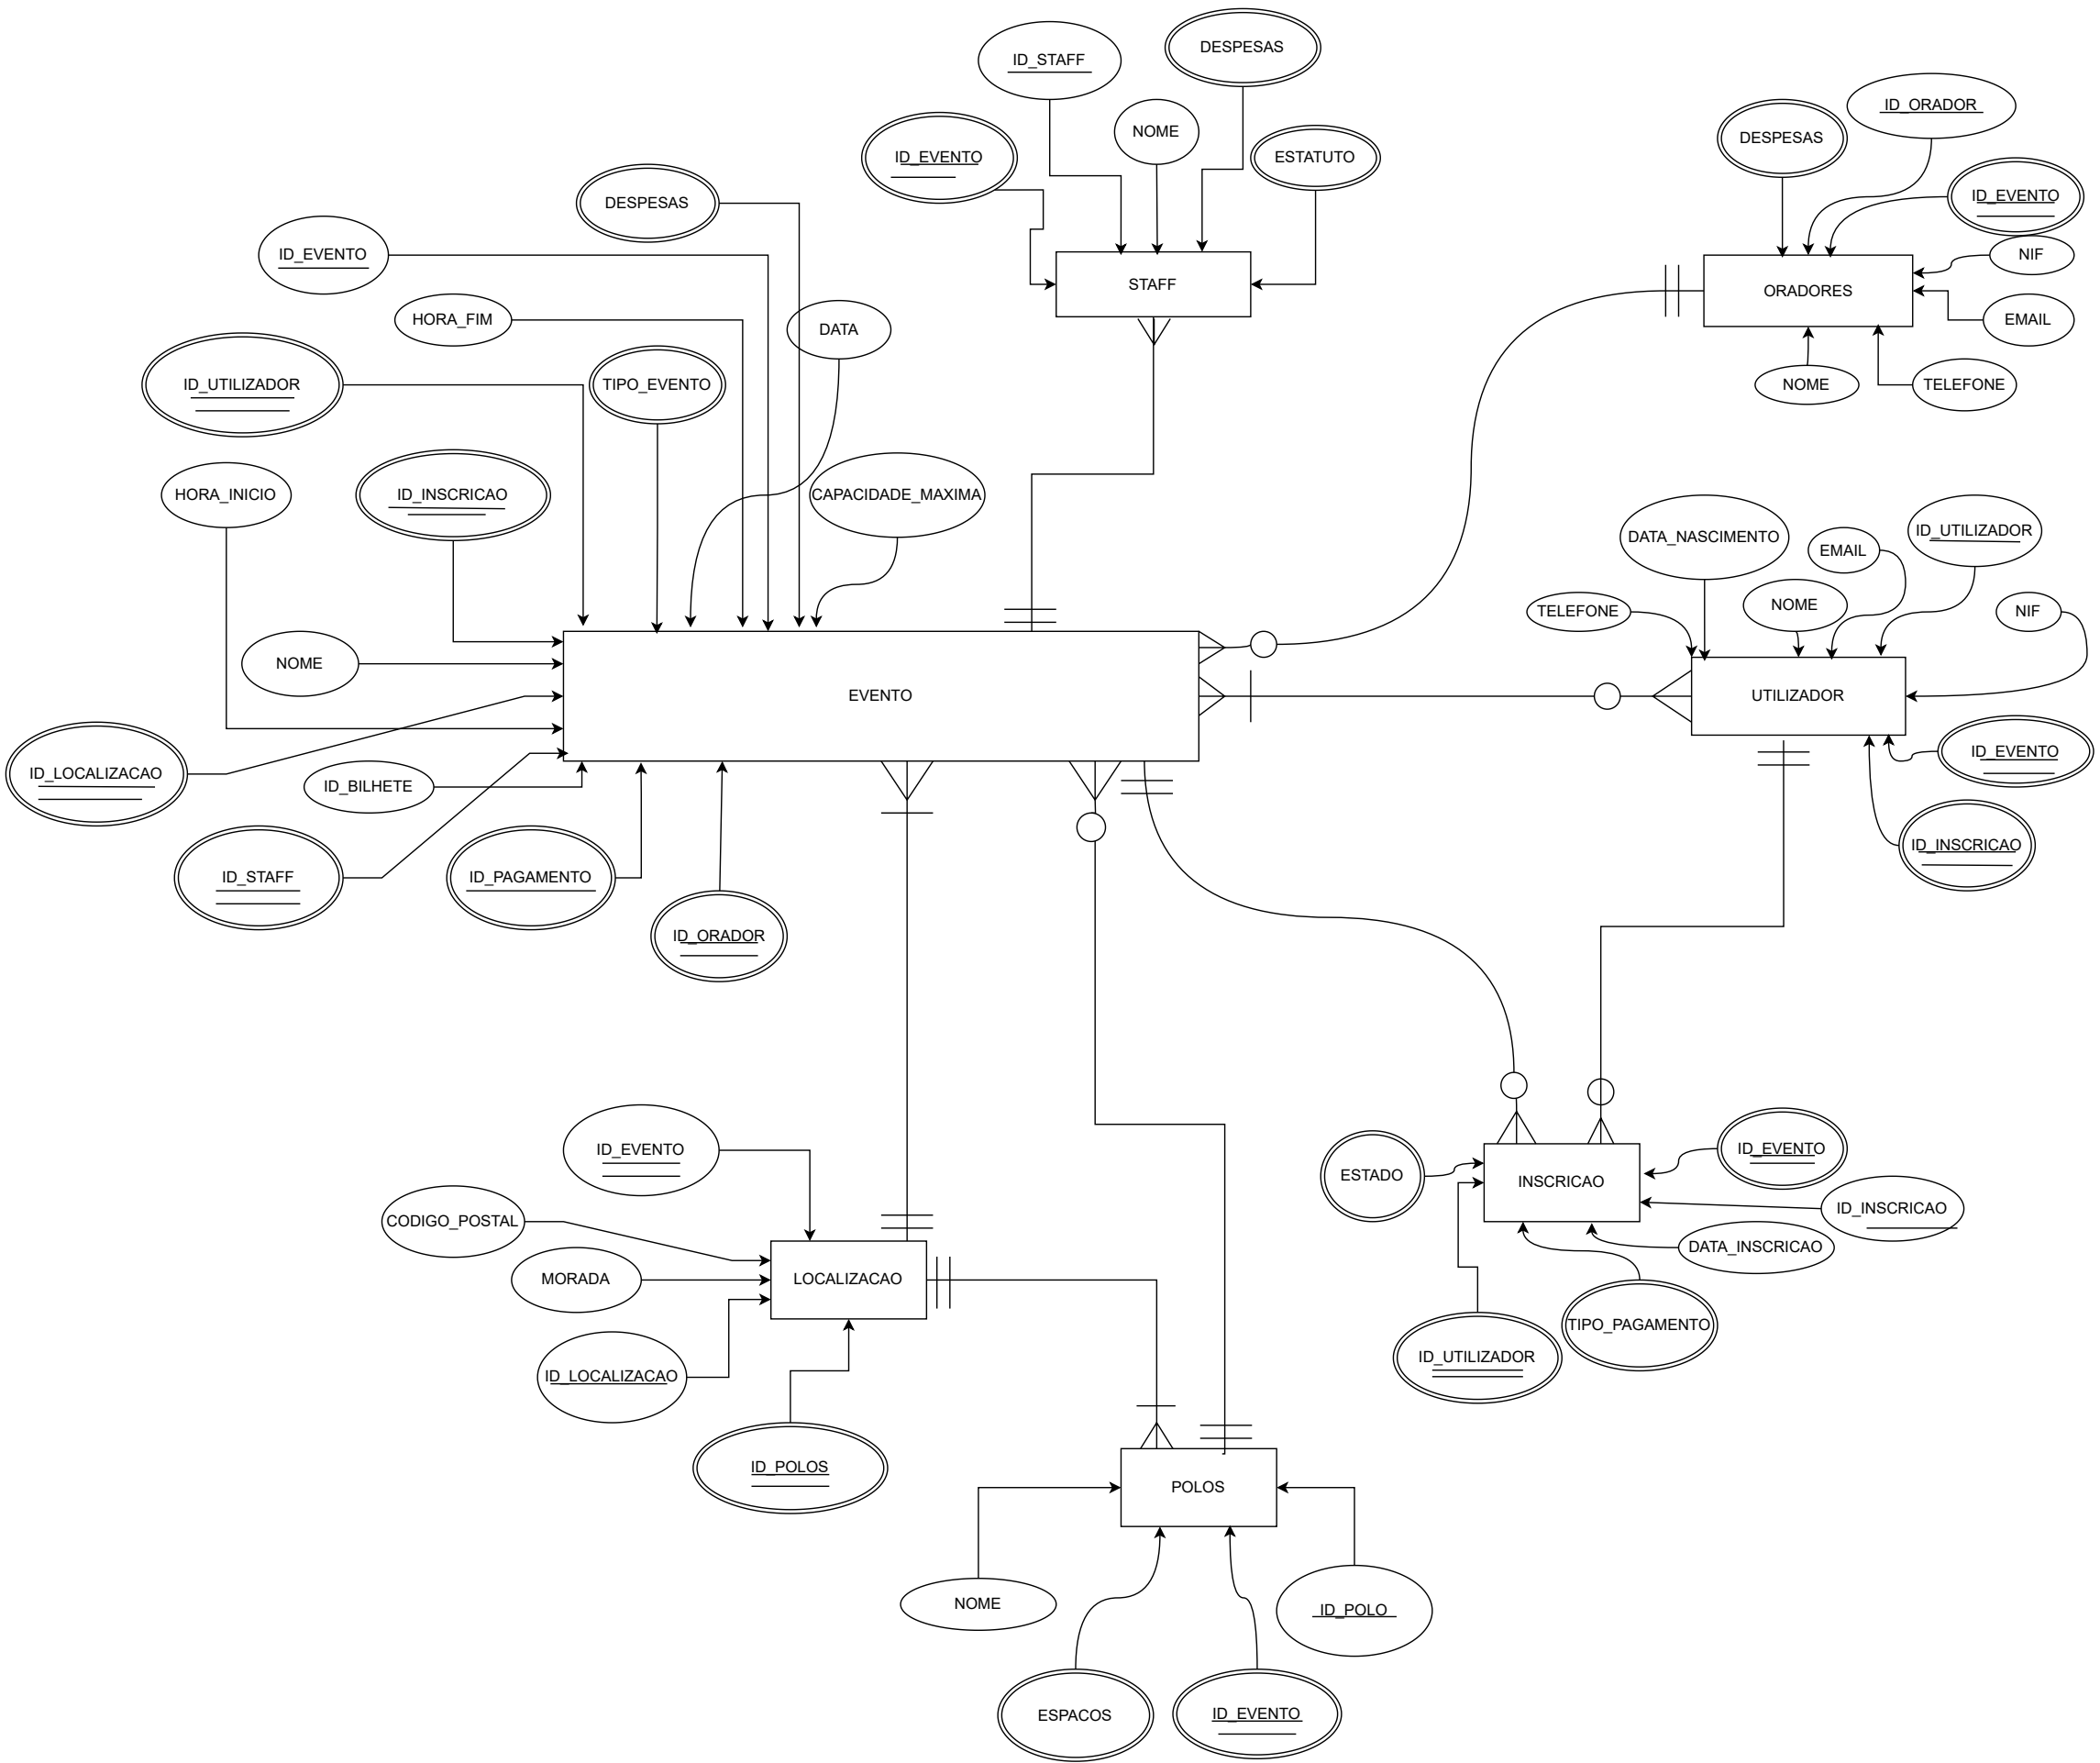 DESPESAS
ID_STAFF
ID_ORADOR
NOME
DESPESAS
ID_EVENTO
ESTATUTO
ID_EVENTO
DESPESAS
ID_EVENTO
NIF
STAFF
ORADORES
HORA_FIM
DATA
EMAIL
ID_UTILIZADOR
TIPO_EVENTO
NOME
TELEFONE
HORA_INICIO
ID_INSCRICAO
CAPACIDADE_MAXIMA
DATA_NASCIMENTO
EMAIL
ID_UTILIZADOR
TELEFONE
NOME
NIF
NOME
EVENTO
UTILIZADOR
ID_EVENTO
ID_LOCALIZACAO
ID_BILHETE
ID_INSCRICAO
ID_STAFF
ID_PAGAMENTO
ID_ORADOR
ID_EVENTO
ID_EVENTO
ESTADO
INSCRICAO
ID_INSCRICAO
CODIGO_POSTAL
DATA_INSCRICAO
MORADA
LOCALIZACAO
TIPO_PAGAMENTO
ID_UTILIZADOR
ID_LOCALIZACAO
ID_POLOS
POLOS
NOME
ID_POLO
ESPACOS
ID_EVENTO